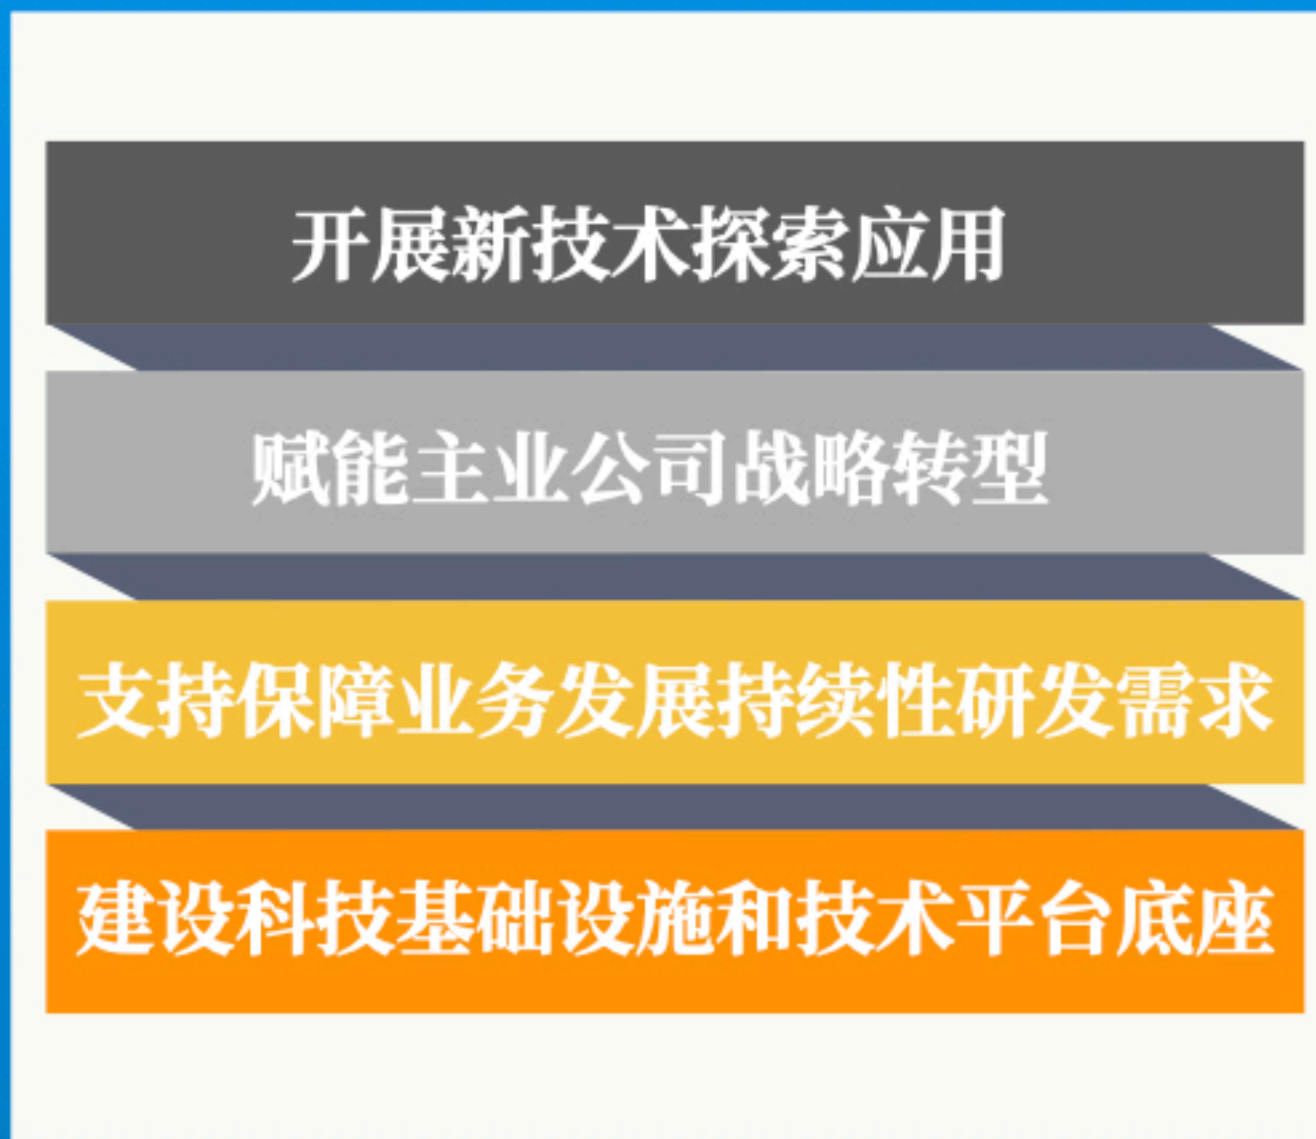 开展新技术探索应用
赋能主业公司战略转型
支持保障业务发展持续性研发需求
建设科技基础设施和技术平台底座